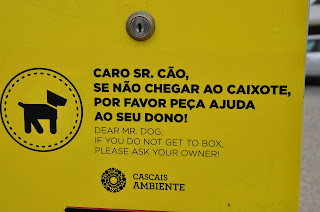 CARO SR. CÃO,
SE NÃO CHEGAR AO CAIXOTE,
POR FAVOR PEÇA AJUDA
AO SEU DONO!
DEAR MR. DOG,
IF YOU DO NOT GET TO BOX,
PLEASE ASK YOUR OWNER!
CASCAIS
AMBIENTE